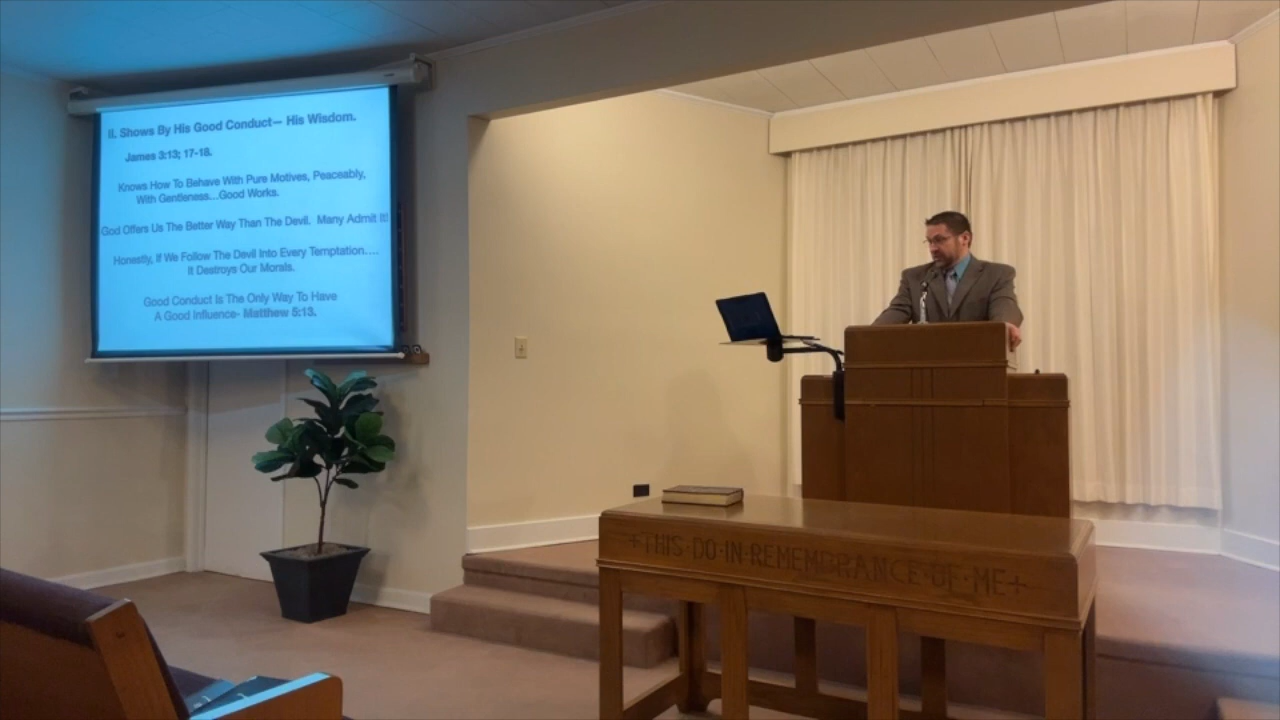 II. Shows By His Good Conduct— His Wisdom.
James 3:13; 17-18.
Knows How To Behave With Pure Motives, Peaceably,
With Gentleness...Good Works.
God Offers Us The Better Way Than The Devil. Many Admit It!
Honestly, If We Follow The Devil Into Every Temptation....
It Destroys Our Morals.
Good Conduct Is The Only Way To Have
A Good Influence- Matthew 5:13.
+THIS·DO·IN·REMEMBRANCE·OF·ME+